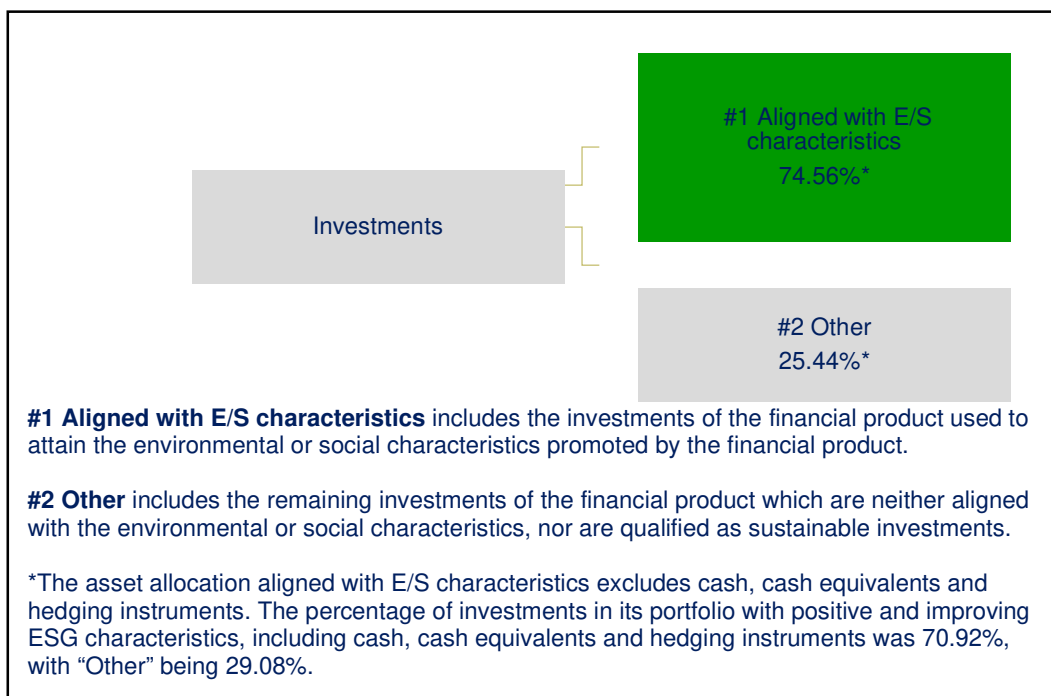 #1 Aligned with E/S
characteristics
74.56%*
Investments
#2 Other
25.44%*
#1 Aligned with E/S characteristics includes the investments of the financial product used to
attain the environmental or social characteristics promoted by the financial product.
#2 Other includes the remaining investments of the financial product which are neither aligned
with the environmental or social characteristics, nor are qualified as sustainable investments.
*The asset allocation aligned with E/S characteristics excludes cash, cash equivalents and
hedging instruments. The percentage of investments in its portfolio with positive and improving
ESG characteristics, including cash, cash equivalents and hedging instruments was 70.92%,
with “Other” being 29.08%.